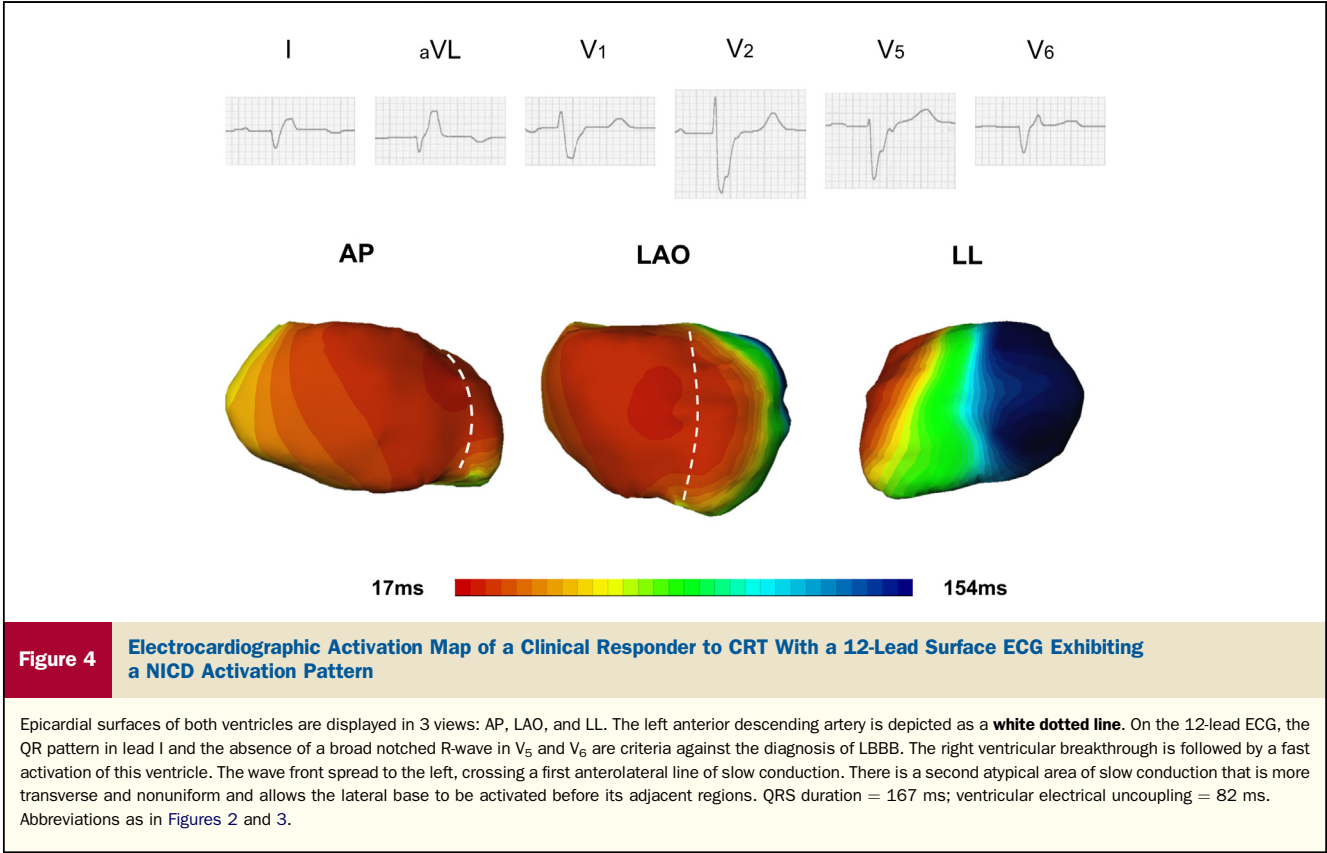 I aVL V1 V2 V5 V6
AP LAO LL
17ms 154ms
Figure 4
Electrocardiographic Activation Map of a Clinical Responder to CRT With a 12-Lead Surface ECG Exhibiting
a NICD Activation Pattern
Epicardial surfaces of both ventricles are displayed in 3 views: AP, LAO, and LL. The left anterior descending artery is depicted as a white dotted line. On the 12-lead ECG, the
QR pattern in lead I and the absence of a broad notched R-wave in V5 and V6 are criteria against the diagnosis of LBBB. The right ventricular breakthrough is followed by a fast
activation of this ventricle. The wave front spread to the left, crossing a first anterolateral line of slow conduction. There is a second atypical area of slow conduction that is more
transverse and nonuniform and allows the lateral base to be activated before its adjacent regions. QRS duration = 167 ms; ventricular electrical uncoupling = 82 ms.
Abbreviations as in Figures 2 and 3.